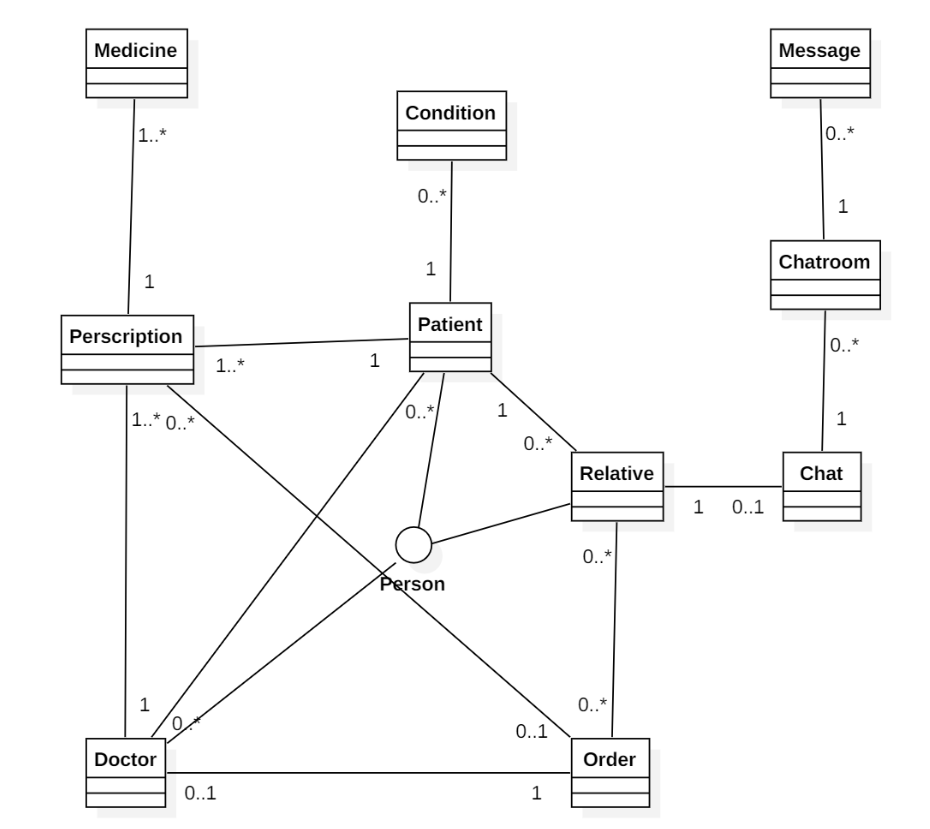 Medicine
Message
Condition
1..*
0..*
0..*
1
1
1
Chatroom
Perscription
Patient
0..*
1..*
1
1..*
0..*
0..*
1
1
0..*
Relative
Chat
1
0..1
0..*
Person
1
0..*
0..*
0..1
Doctor
Order
0..1
1